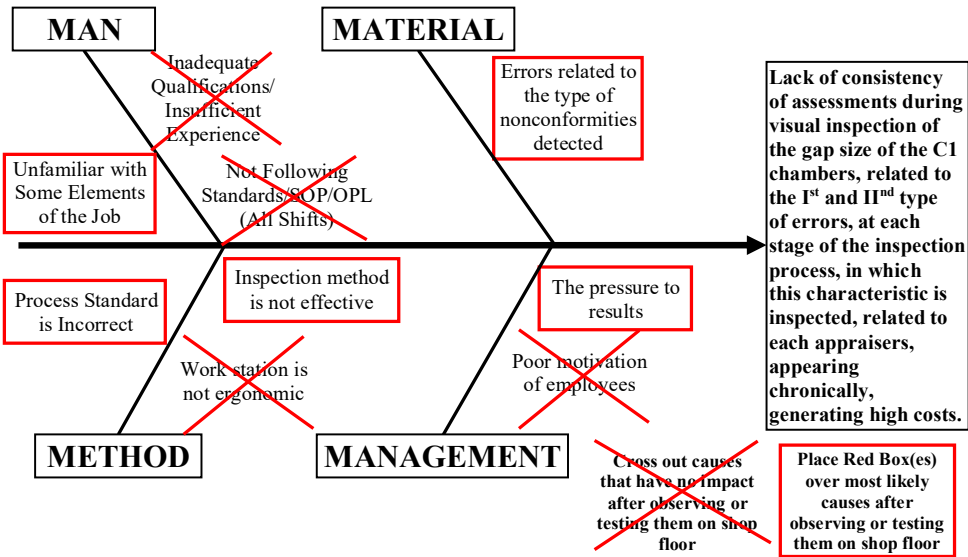 MAN
MATERIAL
Inadequate
Qualifications/
Insufficient
Experience
Errors related to
the type of
nonconformities
detected
Unfamiliar with
Some Elements
of the Job
Not Following
Standards/SOP/OPL
(All Shifts)
Lack of consistency
of assessments during
visual inspection of
the gap size of the C1
chambers, related to
the Iˢᵗ and IIⁿᵈ type
of errors, at each
stage of the inspection
process, in which
this characteristic is
inspected, related to
each appraisers,
appearing
chronically,
generating high costs.
Process Standard
is Incorrect
Inspection method
is not effective
The pressure to
results
Work station is
not ergonomic
Poor motivation
of employees
METHOD
MANAGEMENT
Cross out causes
that have no impact
after observing or
testing them on shop
floor
Place Red Box(es)
over most likely
causes after
observing or testing
them on shop floor